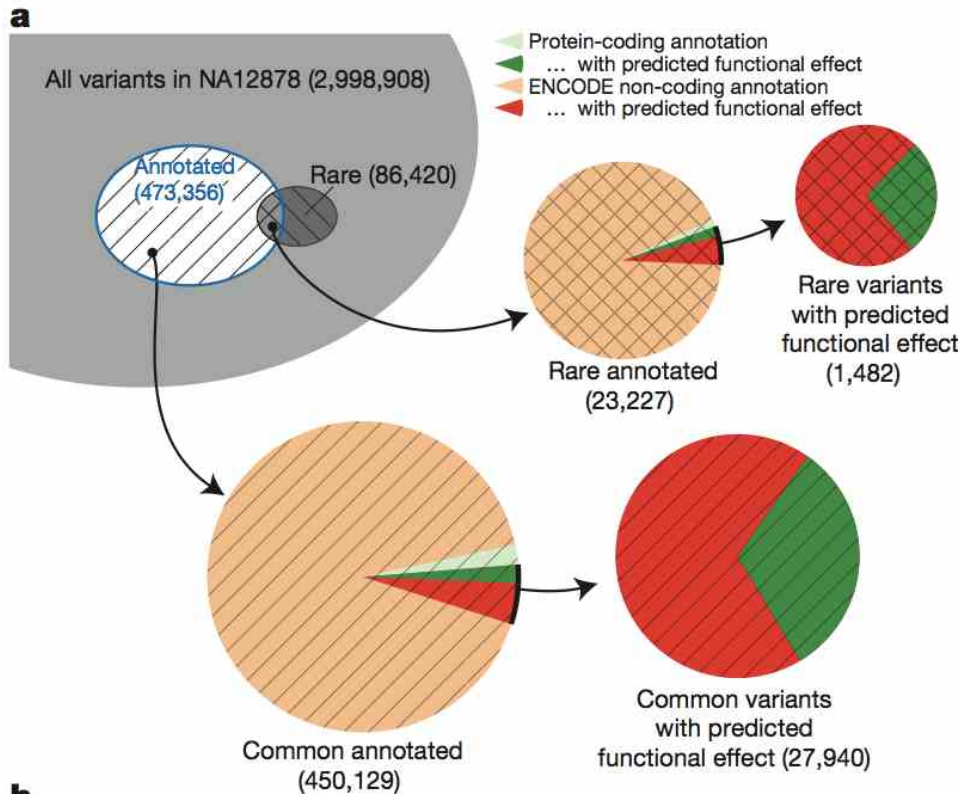 a
All variants in NA12878 (2,998,908)
Annotated
(473,356)
Rare (86,420)
Protein-coding annotation
... with predicted functional effect
ENCODE non-coding annotation
... with predicted functional effect
Rare annotated
(23,227)
Rare variants
with predicted
functional effect
(1,482)
Common annotated
(450,129)
Common variants
with predicted
functional effect (27,940)